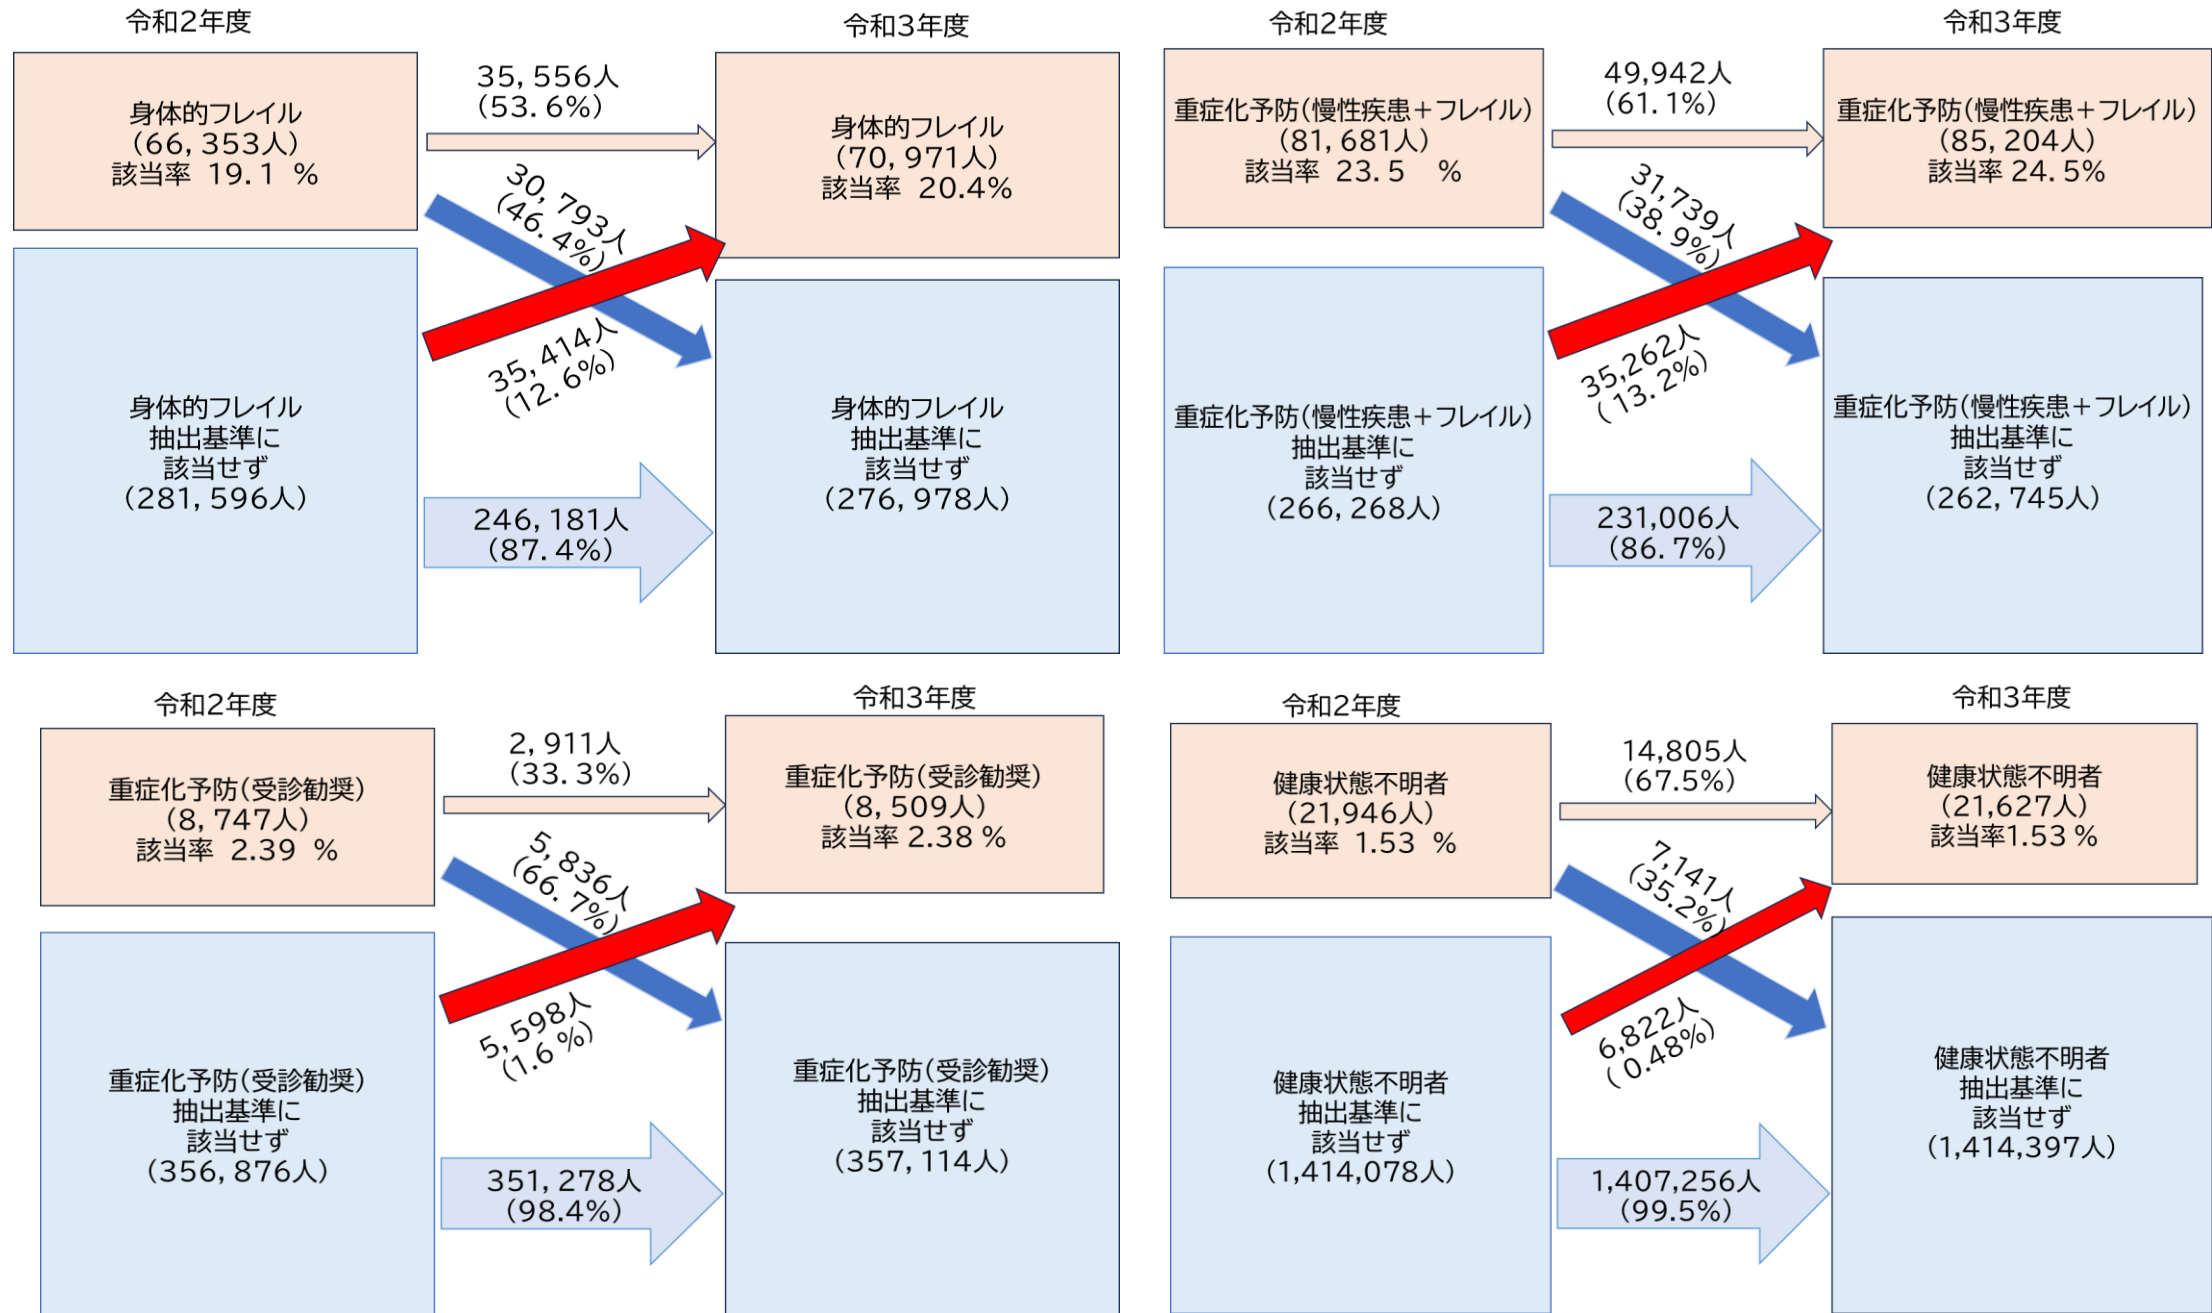 令和2年度
令和3年度
身体的フレイル
(66,353人)
該当率 19.1 %
35,556人
(53.6%)
身体的フレイル
(70,971人)
該当率 20.4%
30,793人
(46.4%)
35,414人
(12.6%)
身体的フレイル
抽出基準に
該当せず
(281,596人)
246,181人
(87.4%)
身体的フレイル
抽出基準に
該当せず
(276,978人)
令和2年度
令和3年度
重症化予防(慢性疾患+フレイル)
(81,681人)
該当率 23.5 %
49,942人
(61.1%)
重症化予防(慢性疾患+フレイル)
(85,204人)
該当率 24.5%
31,739人
(38.9%)
35,262人
(13.2%)
重症化予防(慢性疾患+フレイル)
抽出基準に
該当せず
(266,268人)
231,006人
(86.7%)
重症化予防(慢性疾患+フレイル)
抽出基準に
該当せず
(262,745人)
令和2年度
令和3年度
重症化予防(受診勧奨)
(8,747人)
該当率 2.39 %
2,911人
(33.3%)
重症化予防(受診勧奨)
(8,509人)
該当率 2.38 %
5,836人
(66.7%)
5,598人
(1.6 %)
重症化予防(受診勧奨)
抽出基準に
該当せず
(356,876人)
351,278人
(98.4%)
重症化予防(受診勧奨)
抽出基準に
該当せず
(357,114人)
令和2年度
令和3年度
健康状態不明者
(21,946人)
該当率 1.53 %
14,805人
(67.5%)
健康状態不明者
(21,627人)
該当率1.53 %
7,141人
(35.2%)
6,822人
( 0.48%)
健康状態不明者
抽出基準に
該当せず
(1,414,078人)
1,407,256人
(99.5%)
健康状態不明者
抽出基準に
該当せず
(1,414,397人)